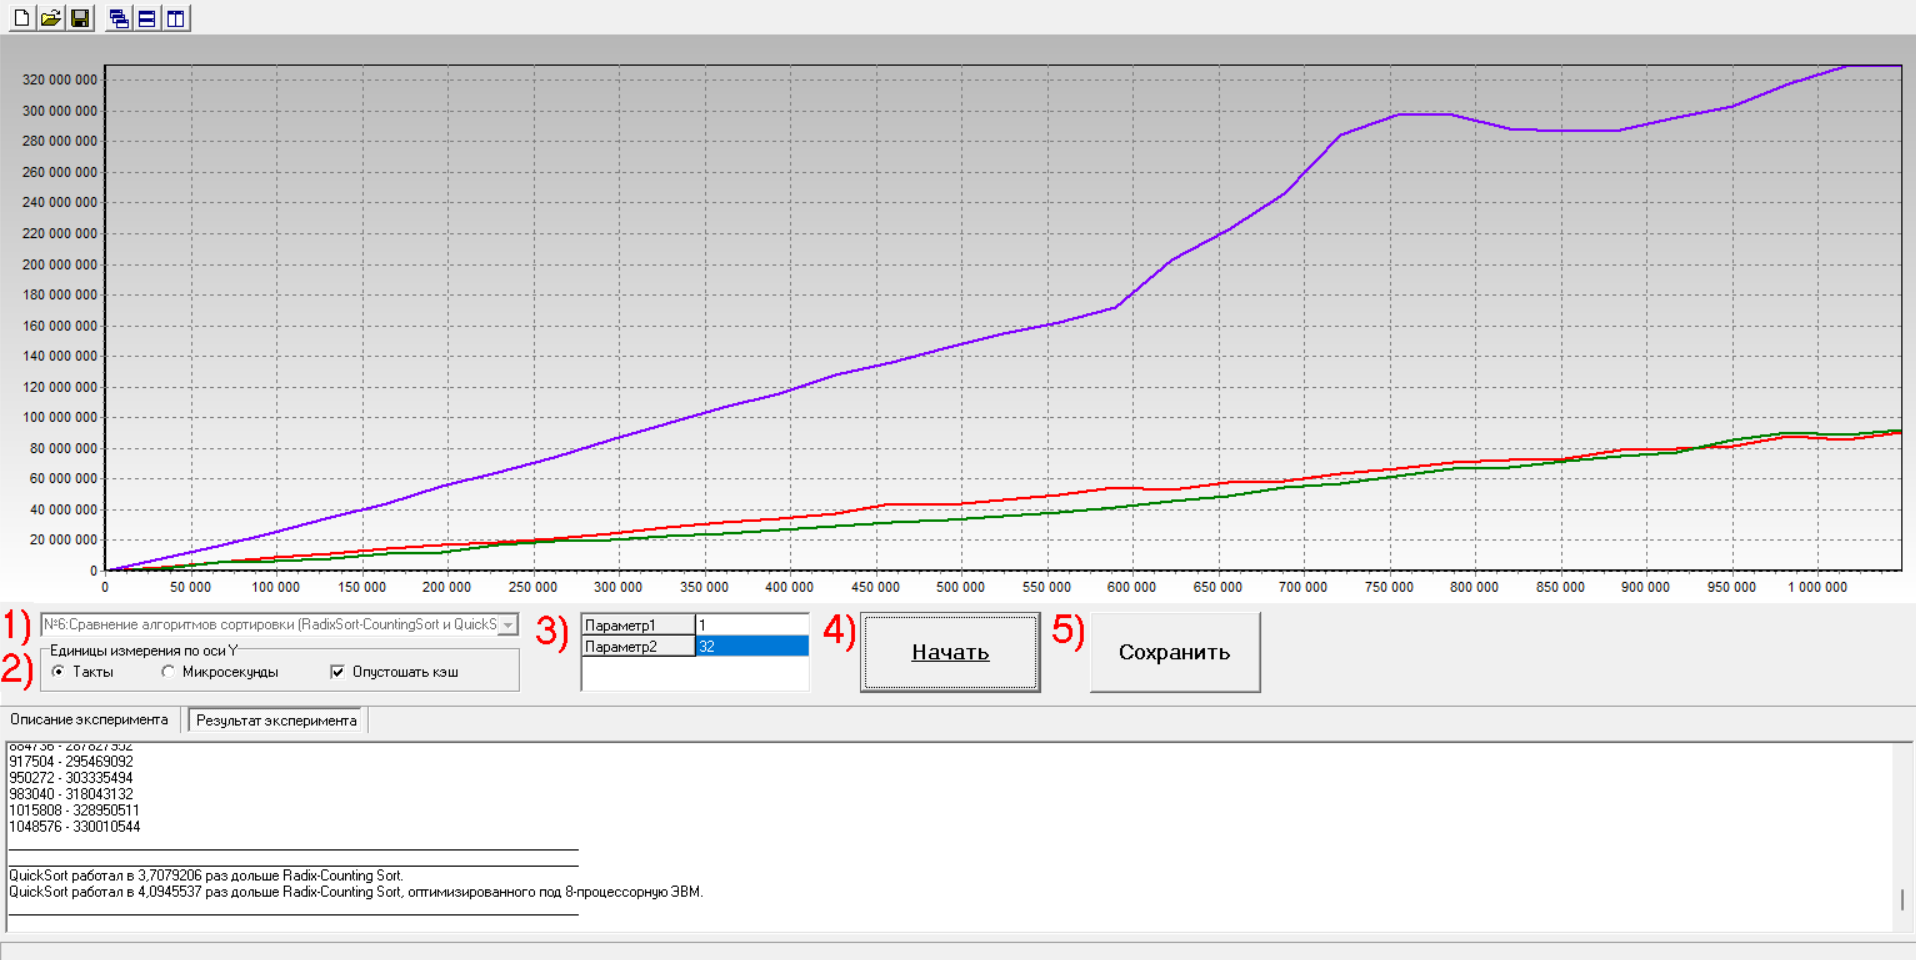 320 000 000
300 000 000
280 000 000
260 000 000
240 000 000
220 000 000
200 000 000
180 000 000
160 000 000
140 000 000
120 000 000
100 000 000
80 000 000
60 000 000
40 000 000
20 000 000
0
0 50 000 100 000 150 000 200 000 250 000 300 000 350 000 400 000 450 000 500 000 550 000 600 000 650 000 700 000 750 000 800 000 850 000 900 000 950 000 1 000 000
1) №6:Сравнение алгоритмов сортировки (RadixSort-CountingSort и QuickS
2) Единицы измерения по оси Y
Такты Микросекунды Опустошать кэш
3) Параметр1 1
Параметр2 32
4) Начать
5) Сохранить
Описание эксперимента Результат эксперимента
884736 - 287827952
917504 - 295469092
950272 - 303335494
983040 - 318043132
1015808 - 328950511
1048576 - 330010544
QuickSort работал в 3,7079206 раз дольше Radix-Counting Sort.
QuickSort работал в 4,0945537 раз дольше Radix-Counting Sort, оптимизированного под 8-процессорную ЭВМ.